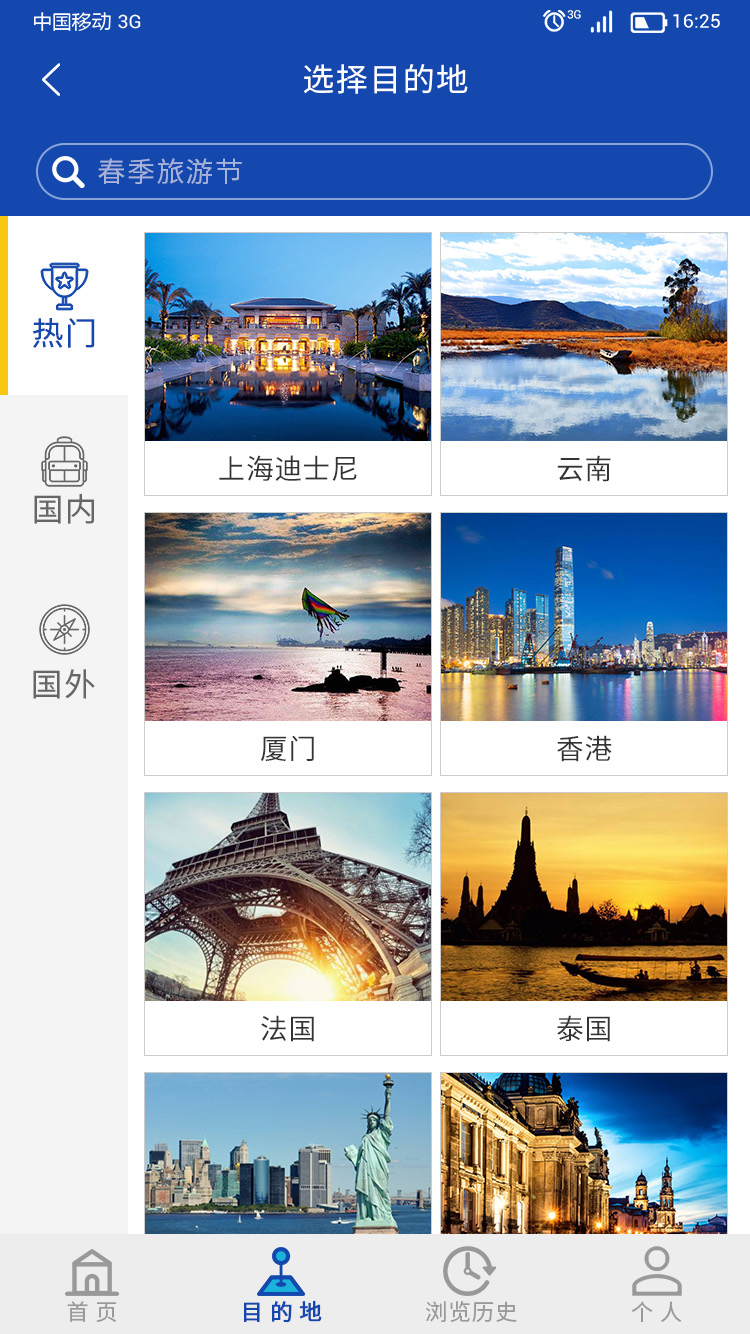 中国移动 3G
3G
16:25
选择目的地
春季旅游节
热门
国内
国外
上海迪士尼
云南
厦门
香港
法国
泰国
首页
目的地
浏览历史
个人